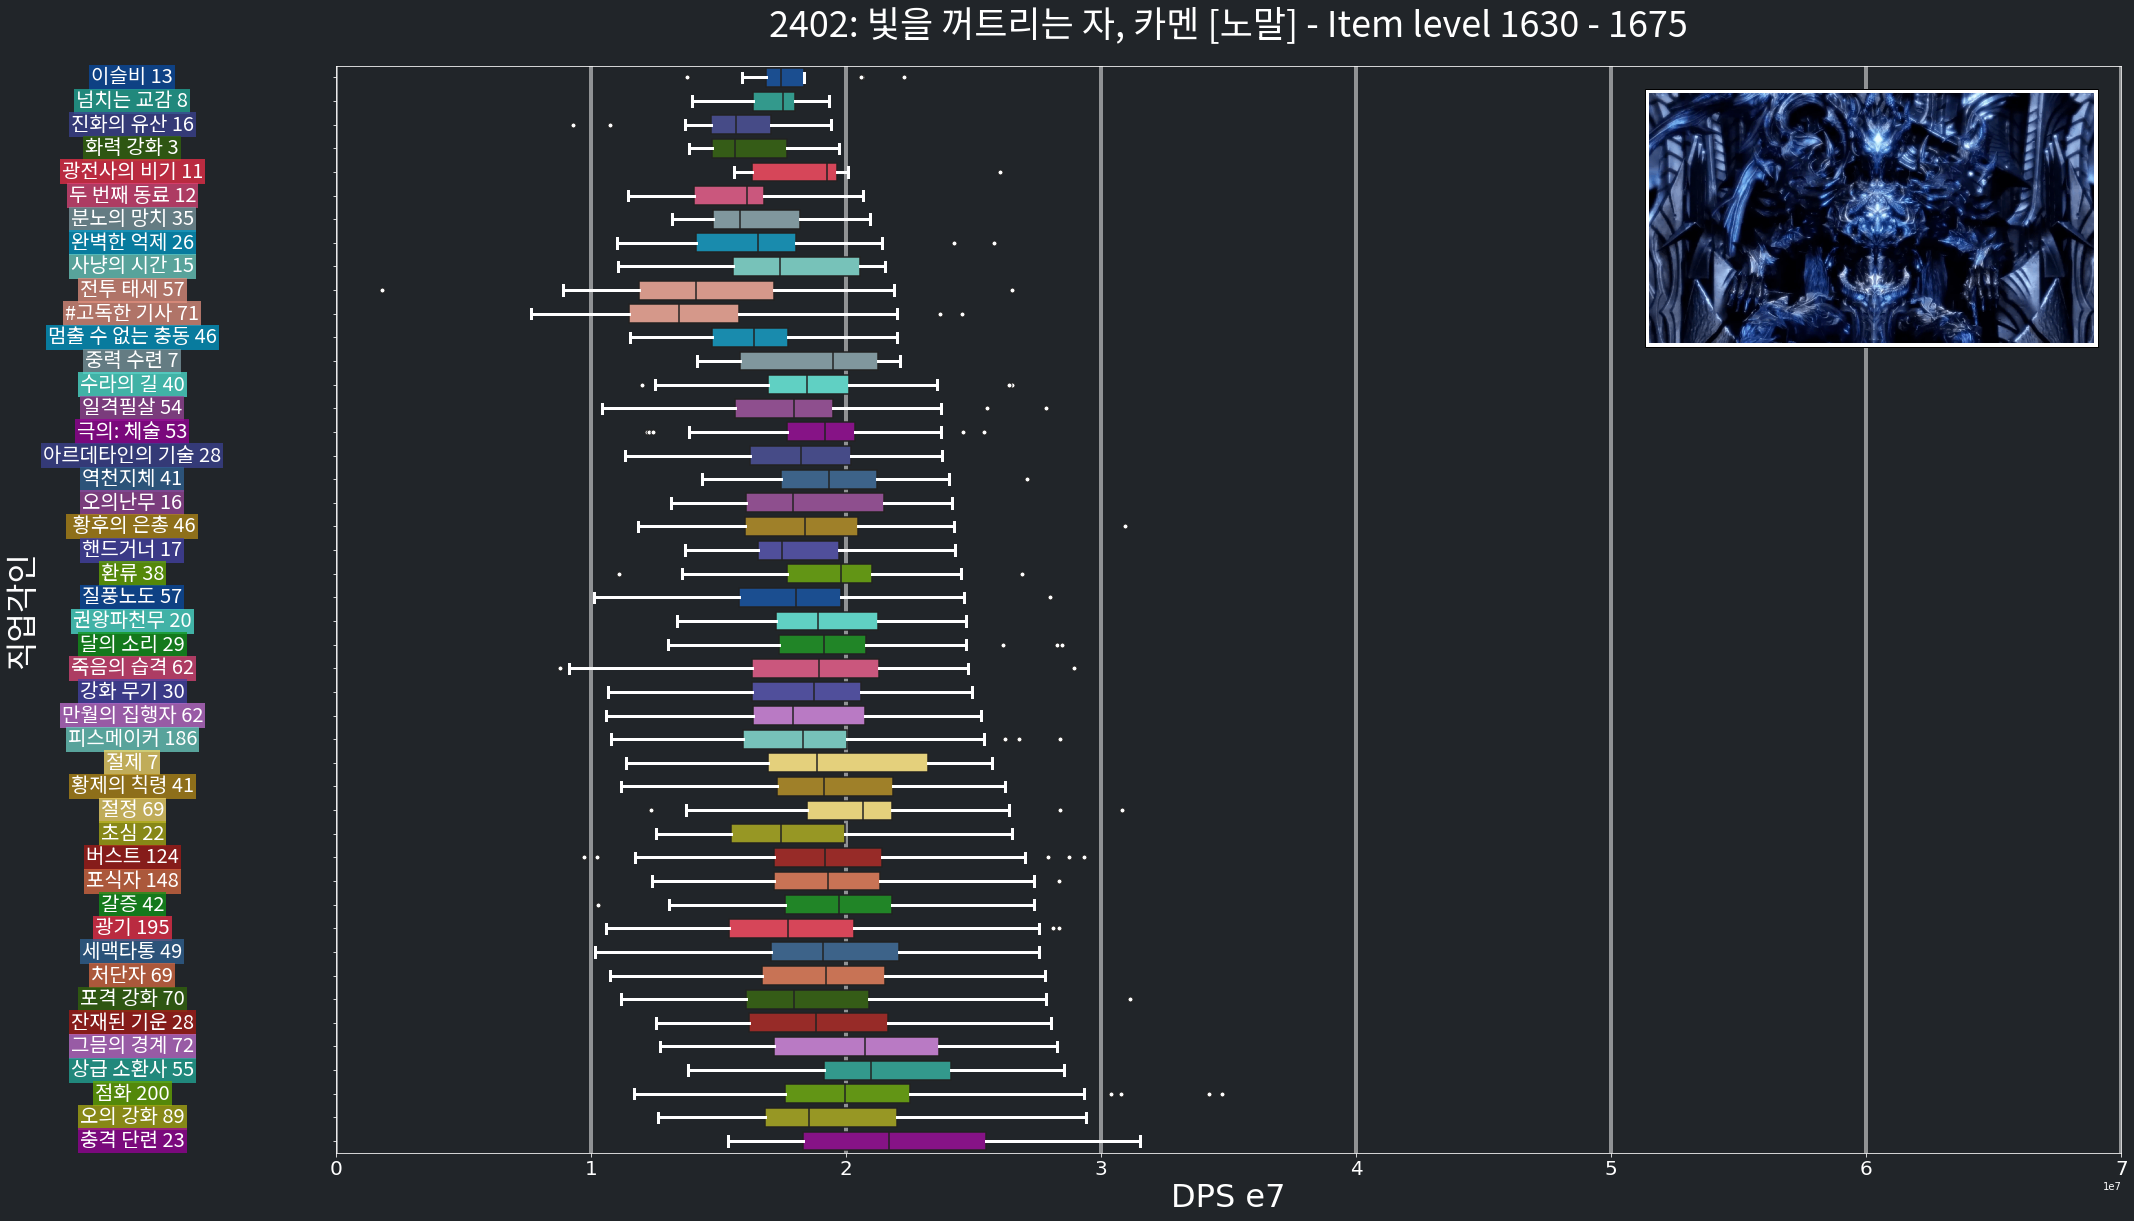 2402: 빛을 꺼트리는 자, 카멘 [노말] - Item level 1630 - 1675
이슬비 13
넘치는 교감 8
진화의 유산 16
화력 강화 3
광전사의 비기 11
두 번째 동료 12
분노의 망치 35
완벽한 억제 26
사냥의 시간 15
전투 태세 57
#고독한 기사 71
멈출 수 없는 충동 46
중력 수련 7
수라의 길 40
일격필살 54
극의: 체술 53
아르데타인의 기술 28
역천지체 41
오의난무 16
황후의 은총 46
핸드거너 17
환류 38
질풍노도 57
권왕파천무 20
달의 소리 29
죽음의 습격 62
강화 무기 30
만월의 집행자 62
피스메이커 186
절제 7
황제의 칙령 41
절정 69
초심 22
버스트 124
포식자 148
갈증 42
광기 195
세맥타통 49
처단자 69
포격 강화 70
잔재된 기운 28
그믐의 경계 72
상급 소환사 55
점화 200
오의 강화 89
충격 단련 23
직업각인
0 1 2 3 4 5 6 7
1e7
DPS e7